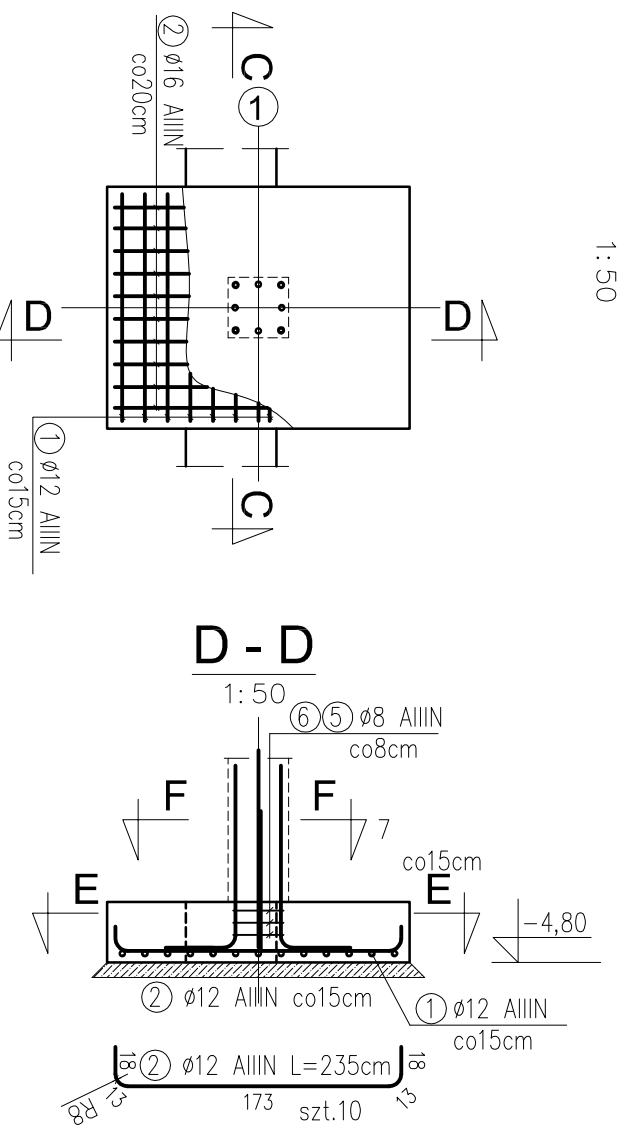 1:50
C
1
② ø16 AIIIN
co20cm
D
D
C
① ø12 AIIIN
co15cm
D - D
1:50
⑥⑤ ø8 AIIIN
co8cm
F
F
7
co15cm
E
E
-4,80
② ø12 AIIIN co15cm
① ø12 AIIIN
co15cm
18
② ø12 AIIIN L=235cm
18
R8
13
173
szt.10
13